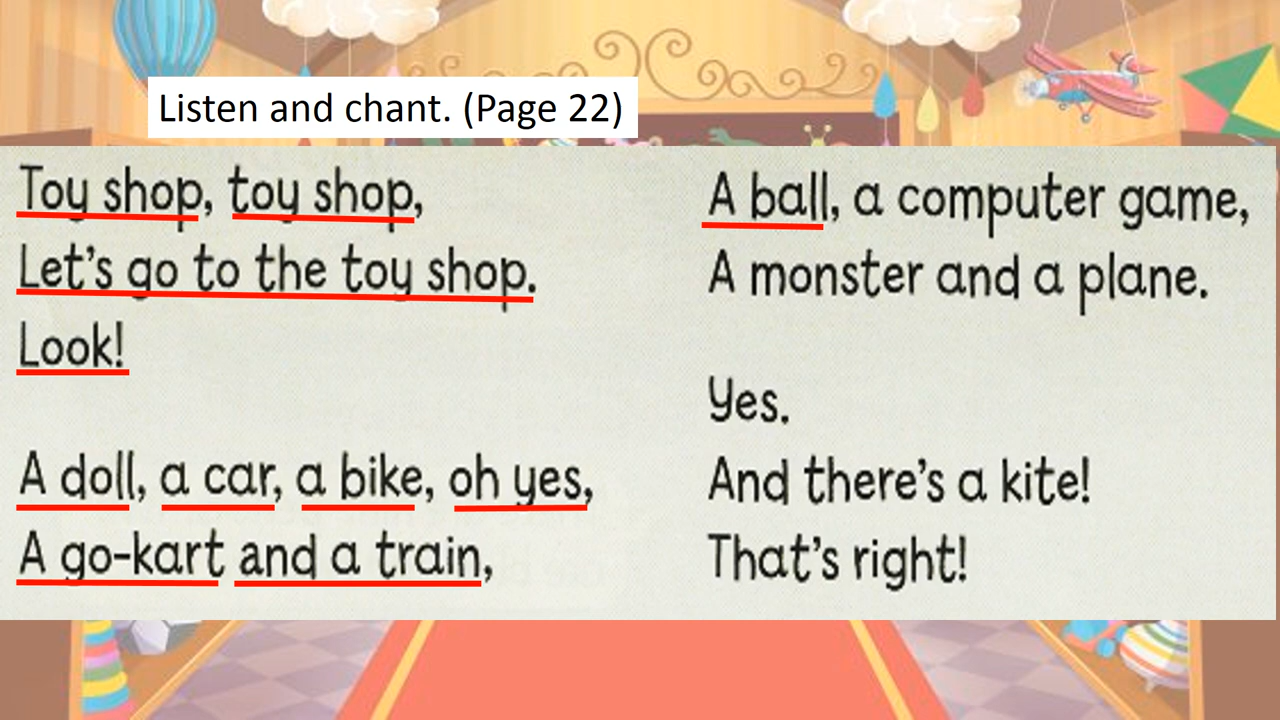 Listen and chant. (Page 22)
Toy shop, toy shop,
Let's go to the toy shop.
Look!
A doll, a car, a bike, oh yes,
A go-kart and a train,
A ball, a computer game,
A monster and a plane.
Yes.
And there's a kite!
That's right!